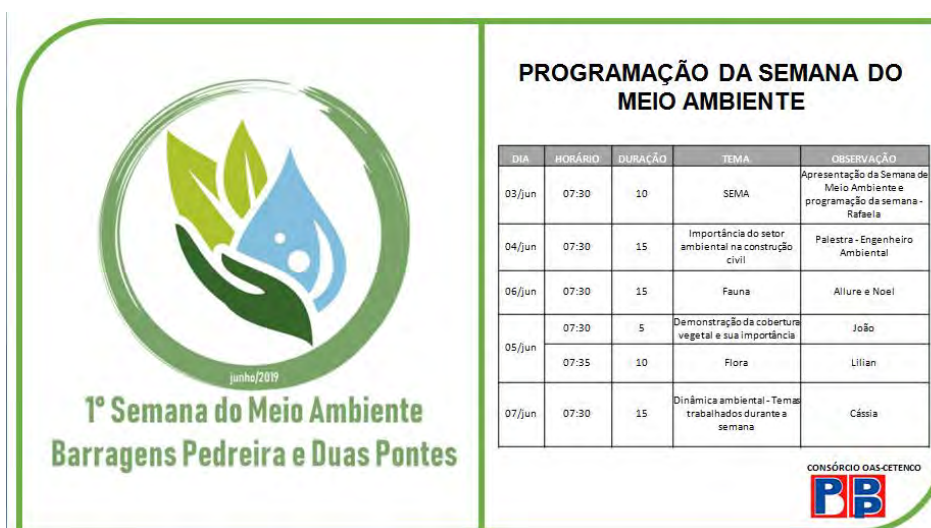 junho/2019
1° Semana do Meio Ambiente
Barragens Pedreira e Duas Pontes
PROGRAMAÇÃO DA SEMANA DO
MEIO AMBIENTE
DIA HORÁRIO DURAÇÃO TEMA OBSERVAÇÃO
03/jun 07:30 10 SEMA Apresentação da Semana de
Meio Ambiente e
programação da semana -
Rafaela
04/jun 07:30 15 Importância do setor
ambiental na construção
civil
Palestra - Engenheiro
Ambiental
06/jun 07:30 15 Fauna Allure e Noel
05/jun
07:30 5 Demonstração da cobertura
vegetal e sua importância
João
07:35 10 Flora Lilian
07/jun 07:30 15 Dinâmica ambiental - Temas
trabalhados durante a
semana
Cássia
CONSÓRCIO OAS-CETENCO
PBP